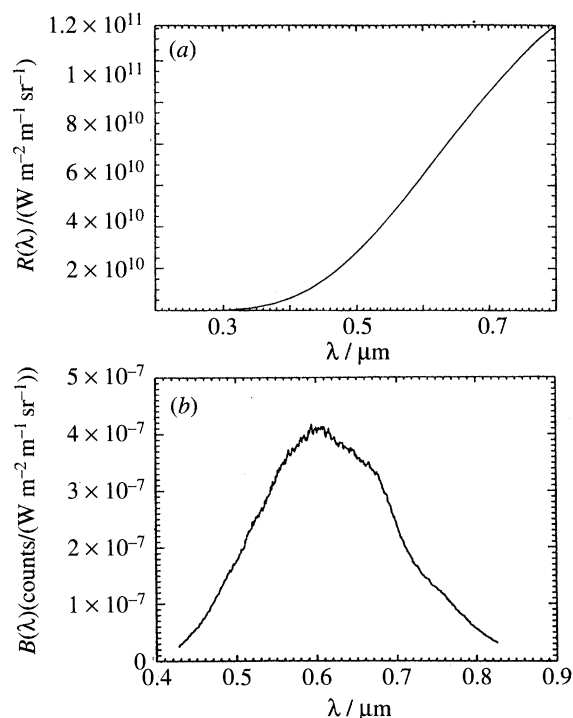 1.2 × 10¹¹
1 × 10¹¹
8 × 10¹⁰
6 × 10¹⁰
4 × 10¹⁰
2 × 10¹⁰
R(λ) /(W m⁻² m⁻¹ sr⁻¹)
(a)
0.3 0.5 0.7
λ / μm
5 × 10⁻⁷
4 × 10⁻⁷
3 × 10⁻⁷
2 × 10⁻⁷
1 × 10⁻⁷
0
B(λ)(counts/(W m⁻² m⁻¹ sr⁻¹))
(b)
0.4 0.5 0.6 0.7 0.8 0.9
λ / μm